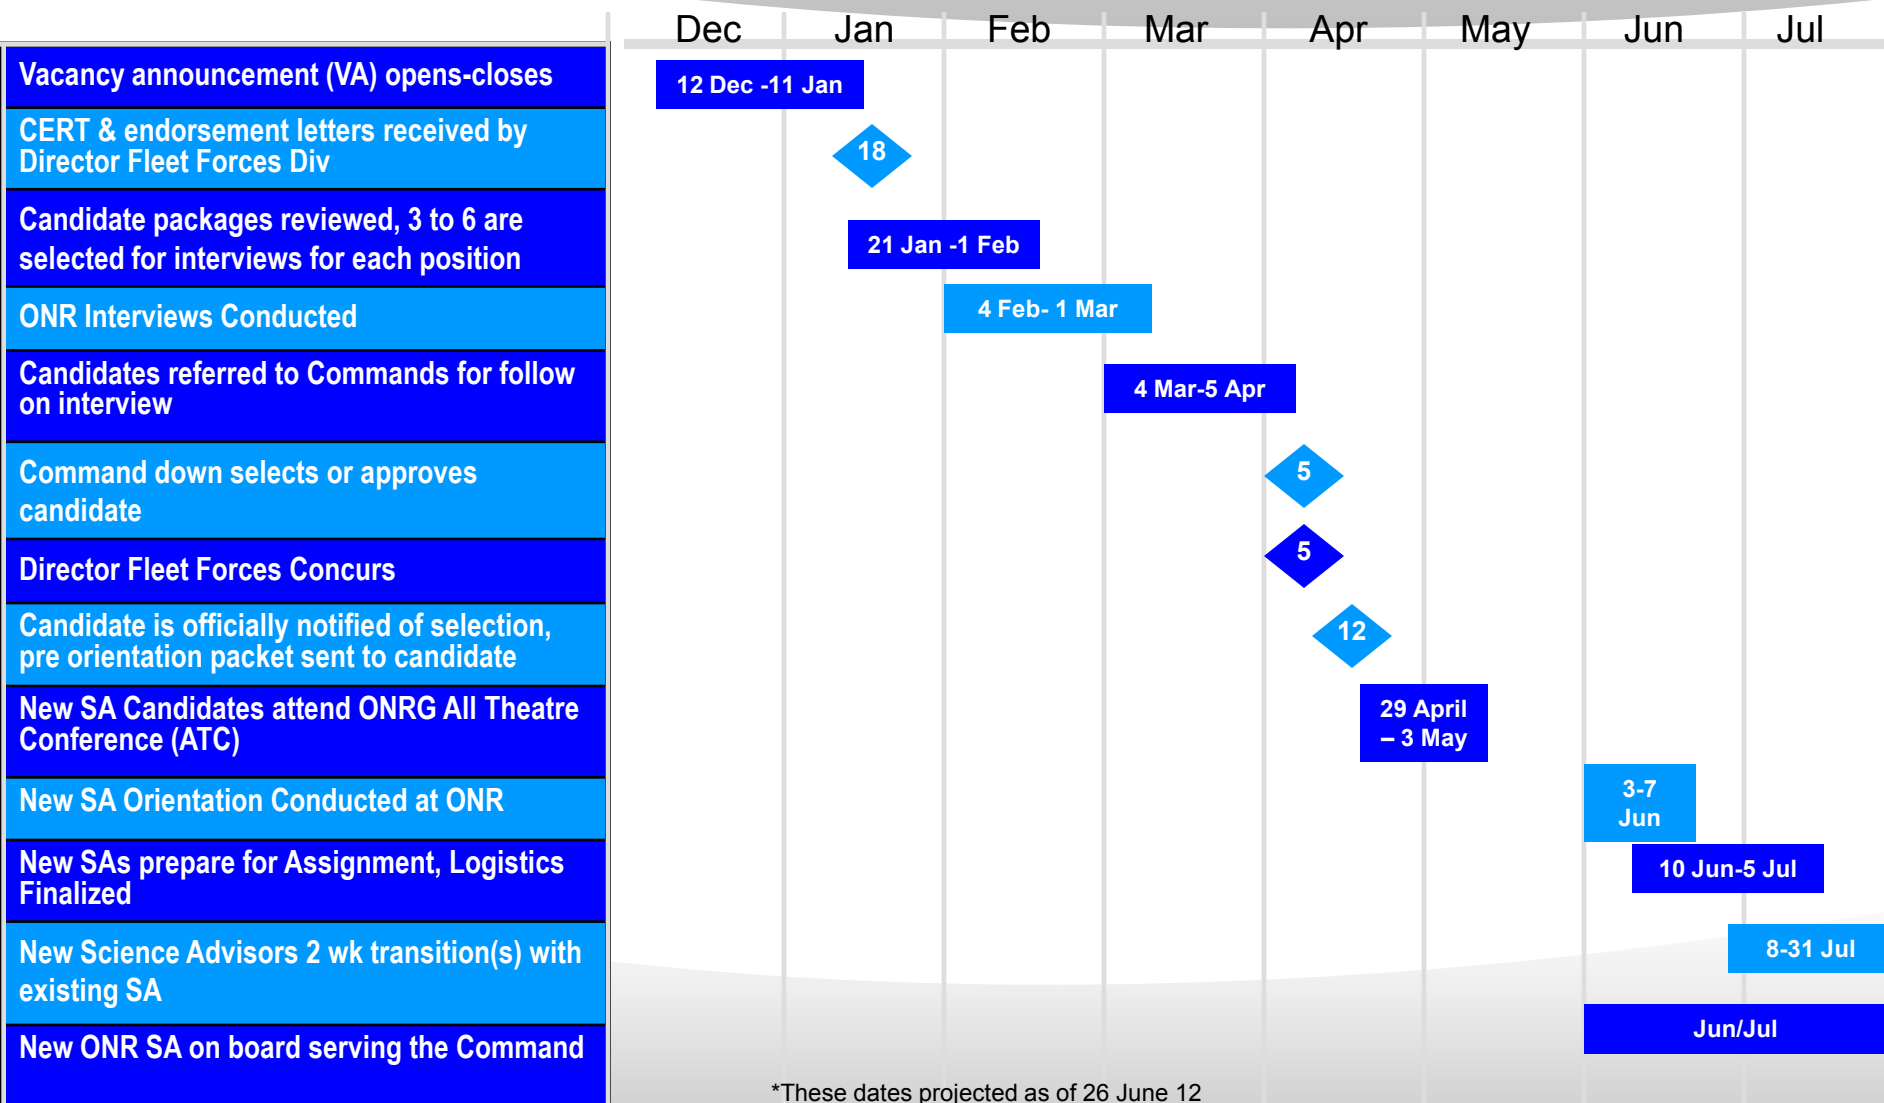 Dec Jan Feb Mar Apr May Jun Jul
Vacancy announcement (VA) opens-closes
12 Dec -11 Jan
CERT & endorsement letters received by
Director Fleet Forces Div
18
Candidate packages reviewed, 3 to 6 are
selected for interviews for each position
21 Jan -1 Feb
ONR Interviews Conducted
4 Feb- 1 Mar
Candidates referred to Commands for follow
on interview
4 Mar-5 Apr
Command down selects or approves
candidate
5
Director Fleet Forces Concurs
5
Candidate is officially notified of selection,
pre orientation packet sent to candidate
12
New SA Candidates attend ONRG All Theatre
Conference (ATC)
29 April
– 3 May
New SA Orientation Conducted at ONR
3-7
Jun
New SAs prepare for Assignment, Logistics
Finalized
10 Jun-5 Jul
New Science Advisors 2 wk transition(s) with
existing SA
8-31 Jul
New ONR SA on board serving the Command
Jun/Jul
*These dates projected as of 26 June 12